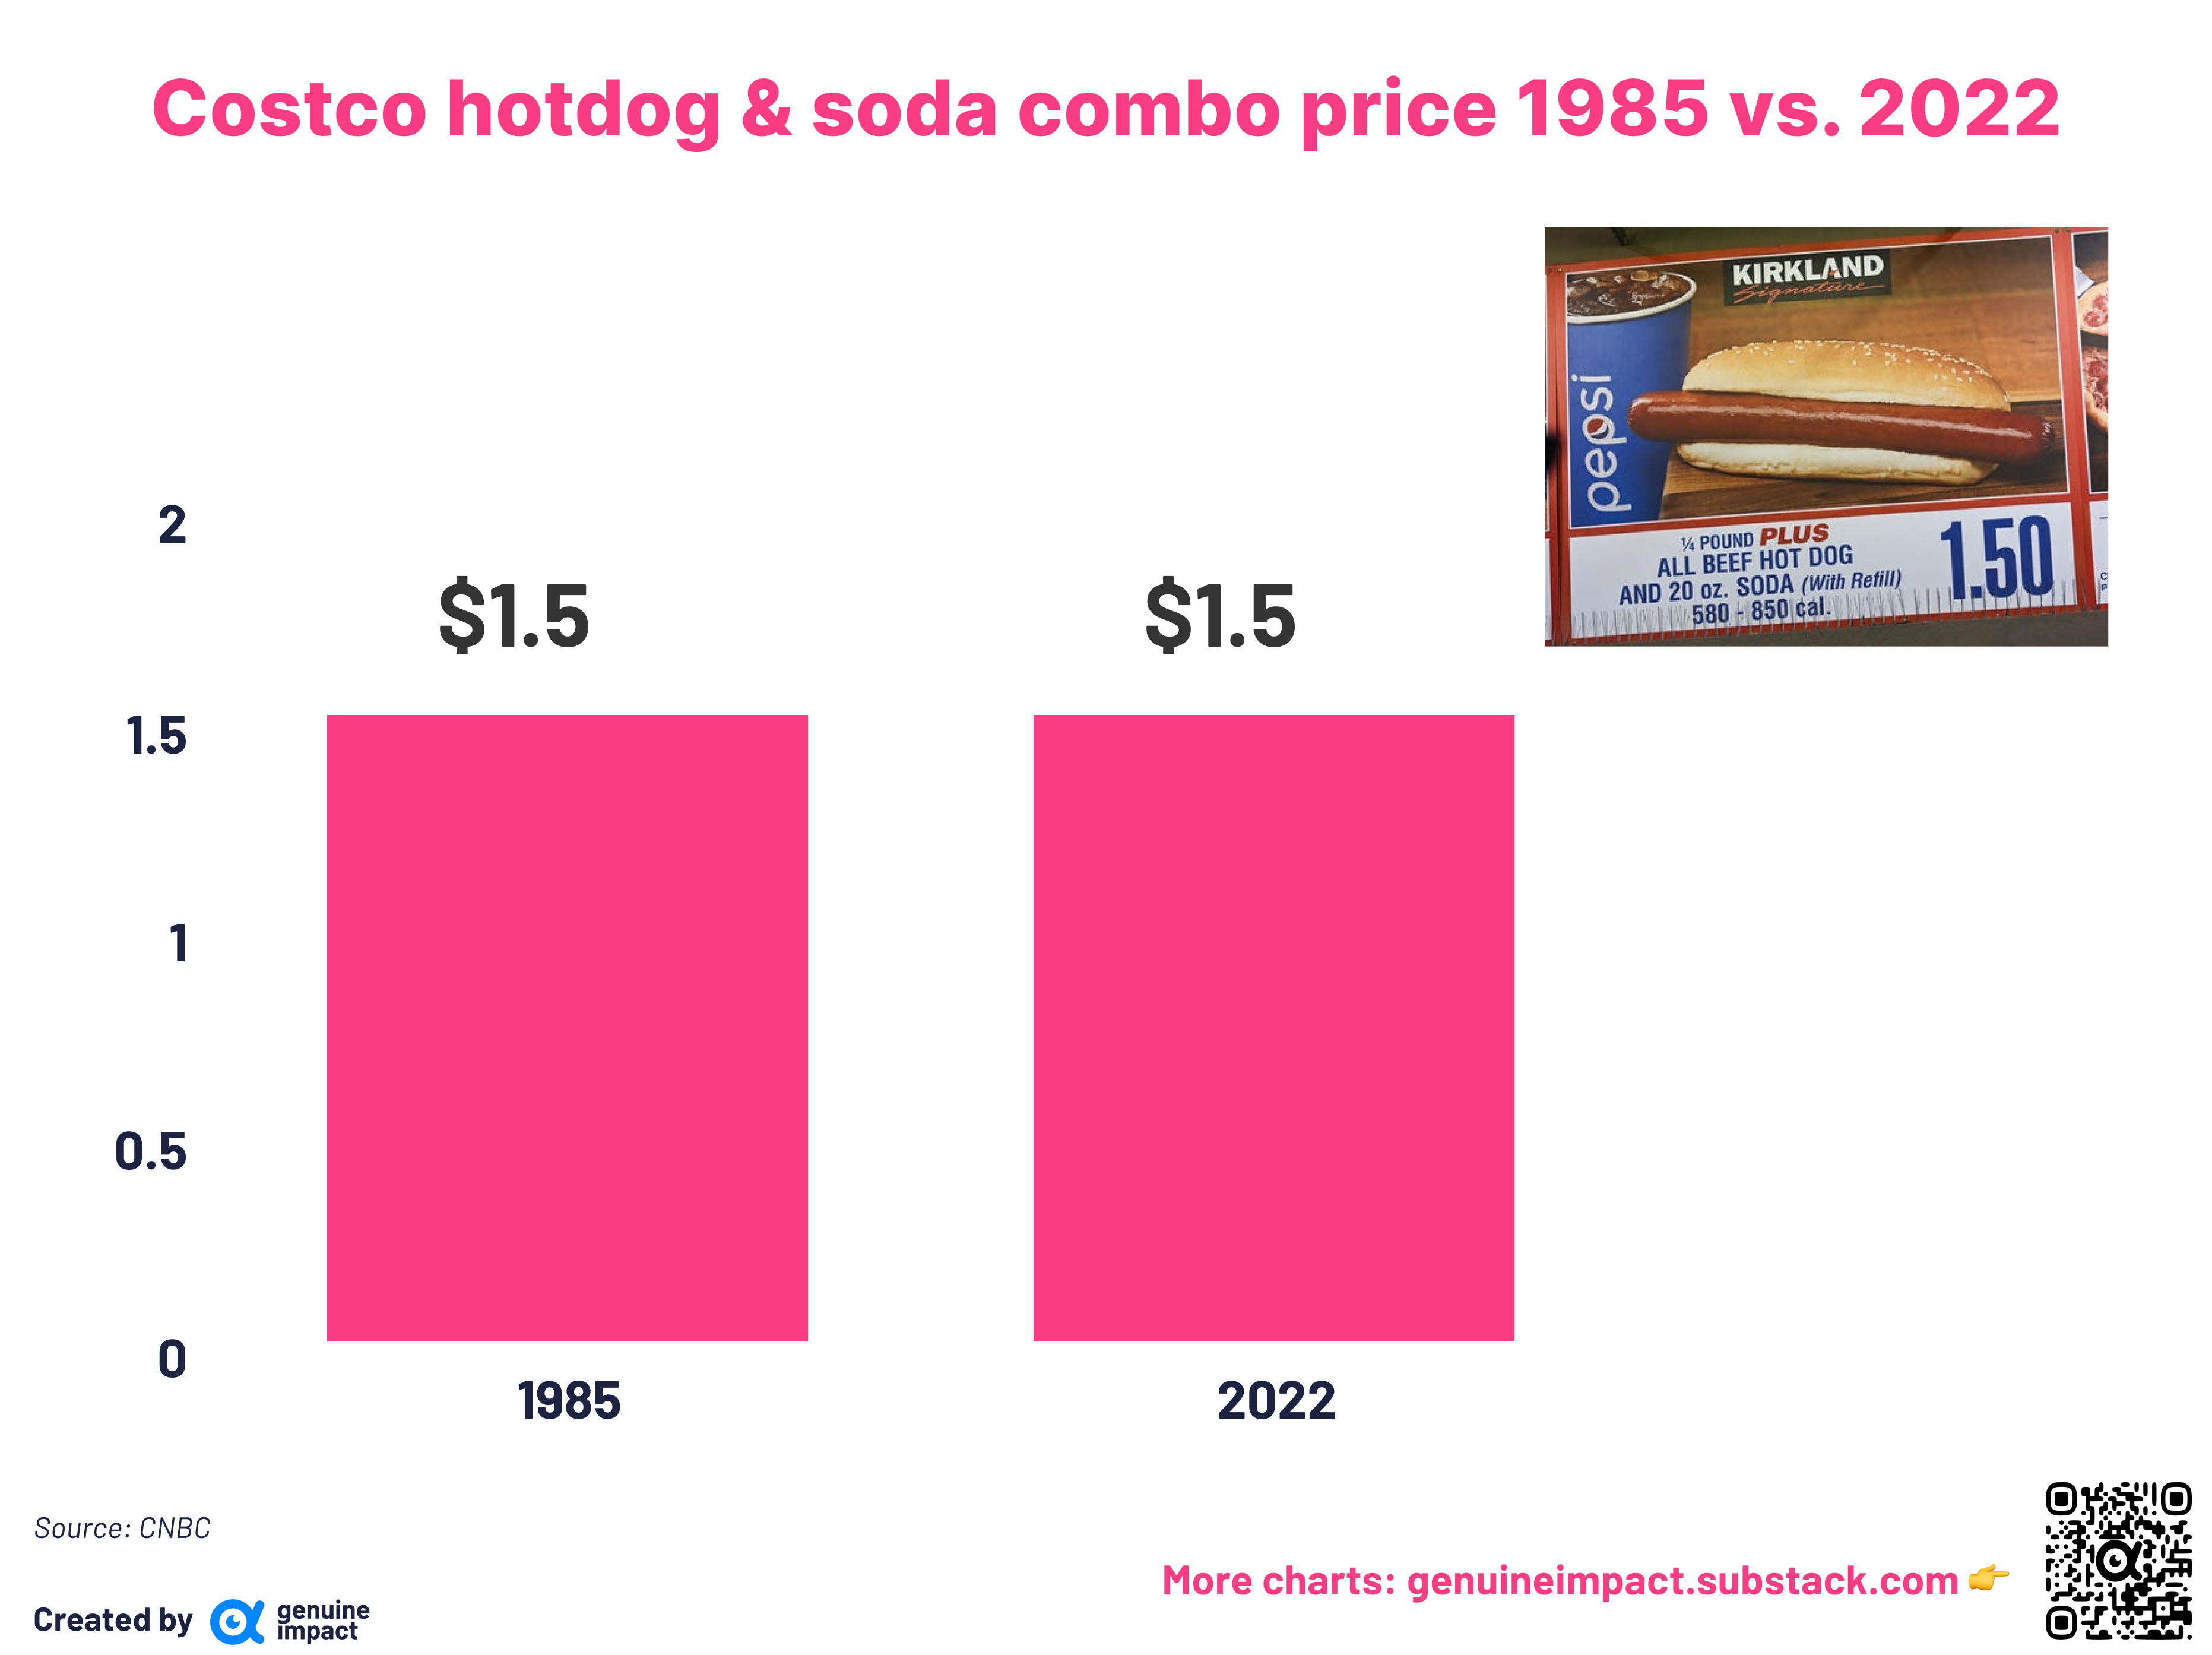 Costco hotdog & soda combo price 1985 vs. 2022
KIRKLAND
Signature
pepsi
¼ POUND PLUS
ALL BEEF HOT DOG
AND 20 oz. SODA (With Refill)
580 - 850 cal.
1.50
2
1.5
1
0.5
0
$1.5
$1.5
1985
2022
Source: CNBC
Created by
genuine
impact
More charts: genuineimpact.substack.com 👉